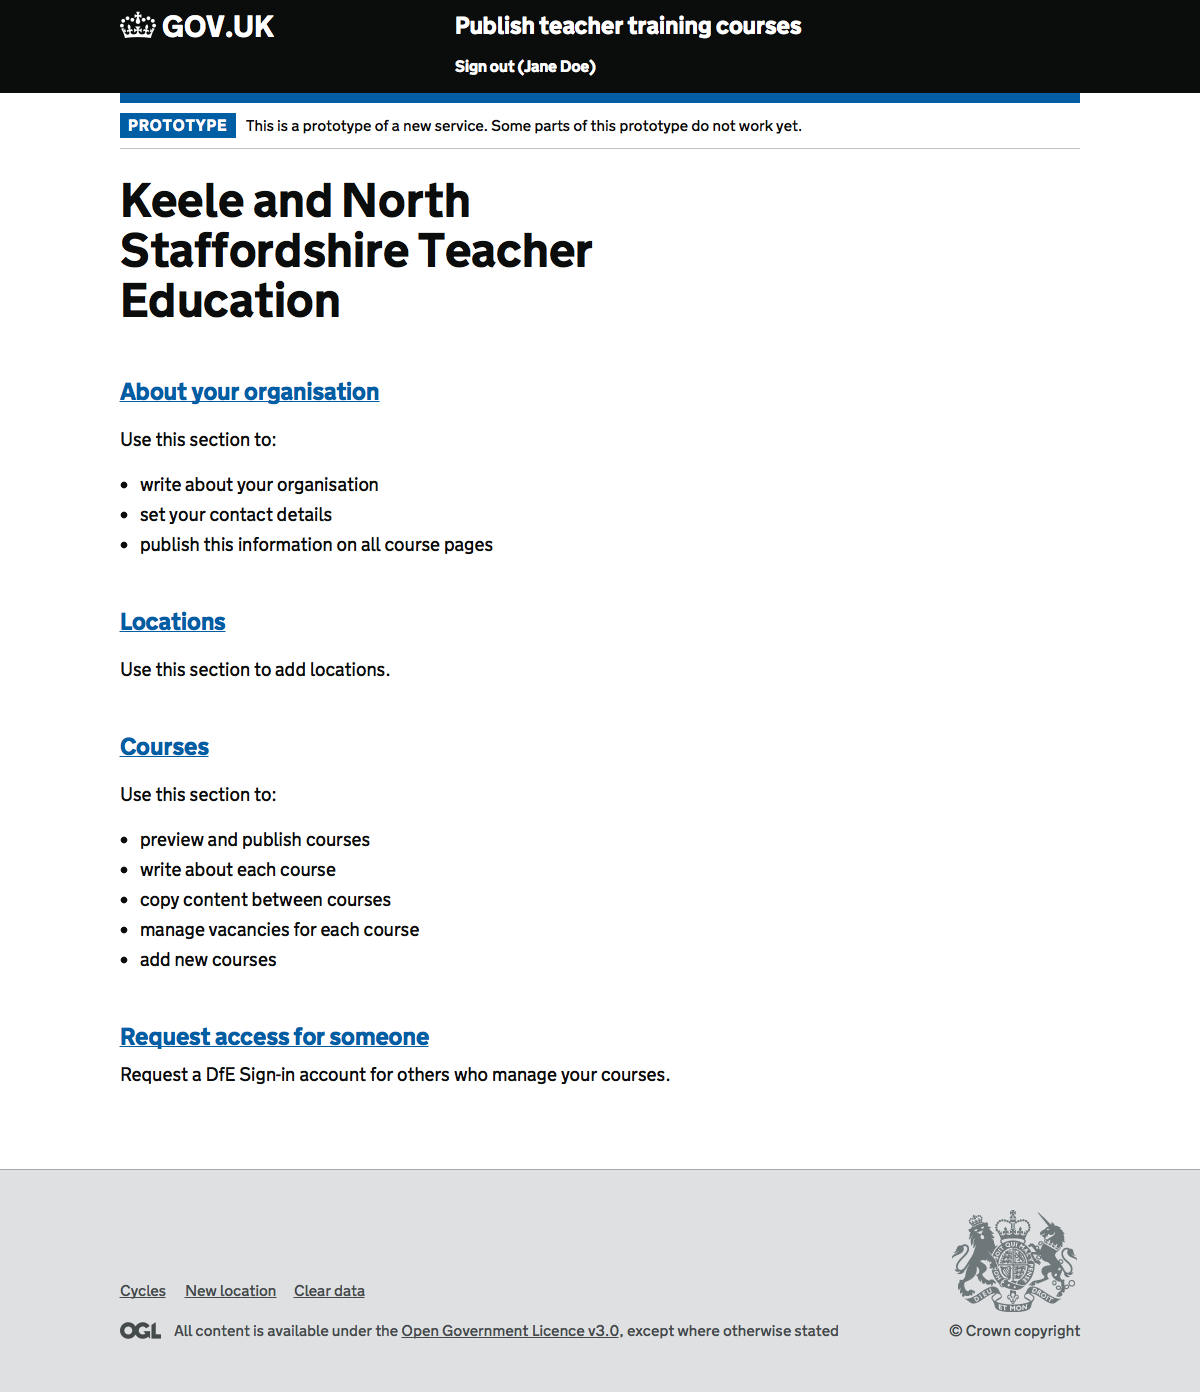 GOV.UK
Publish teacher training courses
Sign out (Jane Doe)
PROTOTYPE This is a prototype of a new service. Some parts of this prototype do not work yet.
Keele and North
Staffordshire Teacher
Education
About your organisation
Use this section to:
• write about your organisation
• set your contact details
• publish this information on all course pages
Locations
Use this section to add locations.
Courses
Use this section to:
• preview and publish courses
• write about each course
• copy content between courses
• manage vacancies for each course
• add new courses
Request access for someone
Request a DfE Sign-in account for others who manage your courses.
Cycles New location Clear data
OGL All content is available under the Open Government Licence v3.0, except where otherwise stated
DIEU ET MON DROIT
© Crown copyright